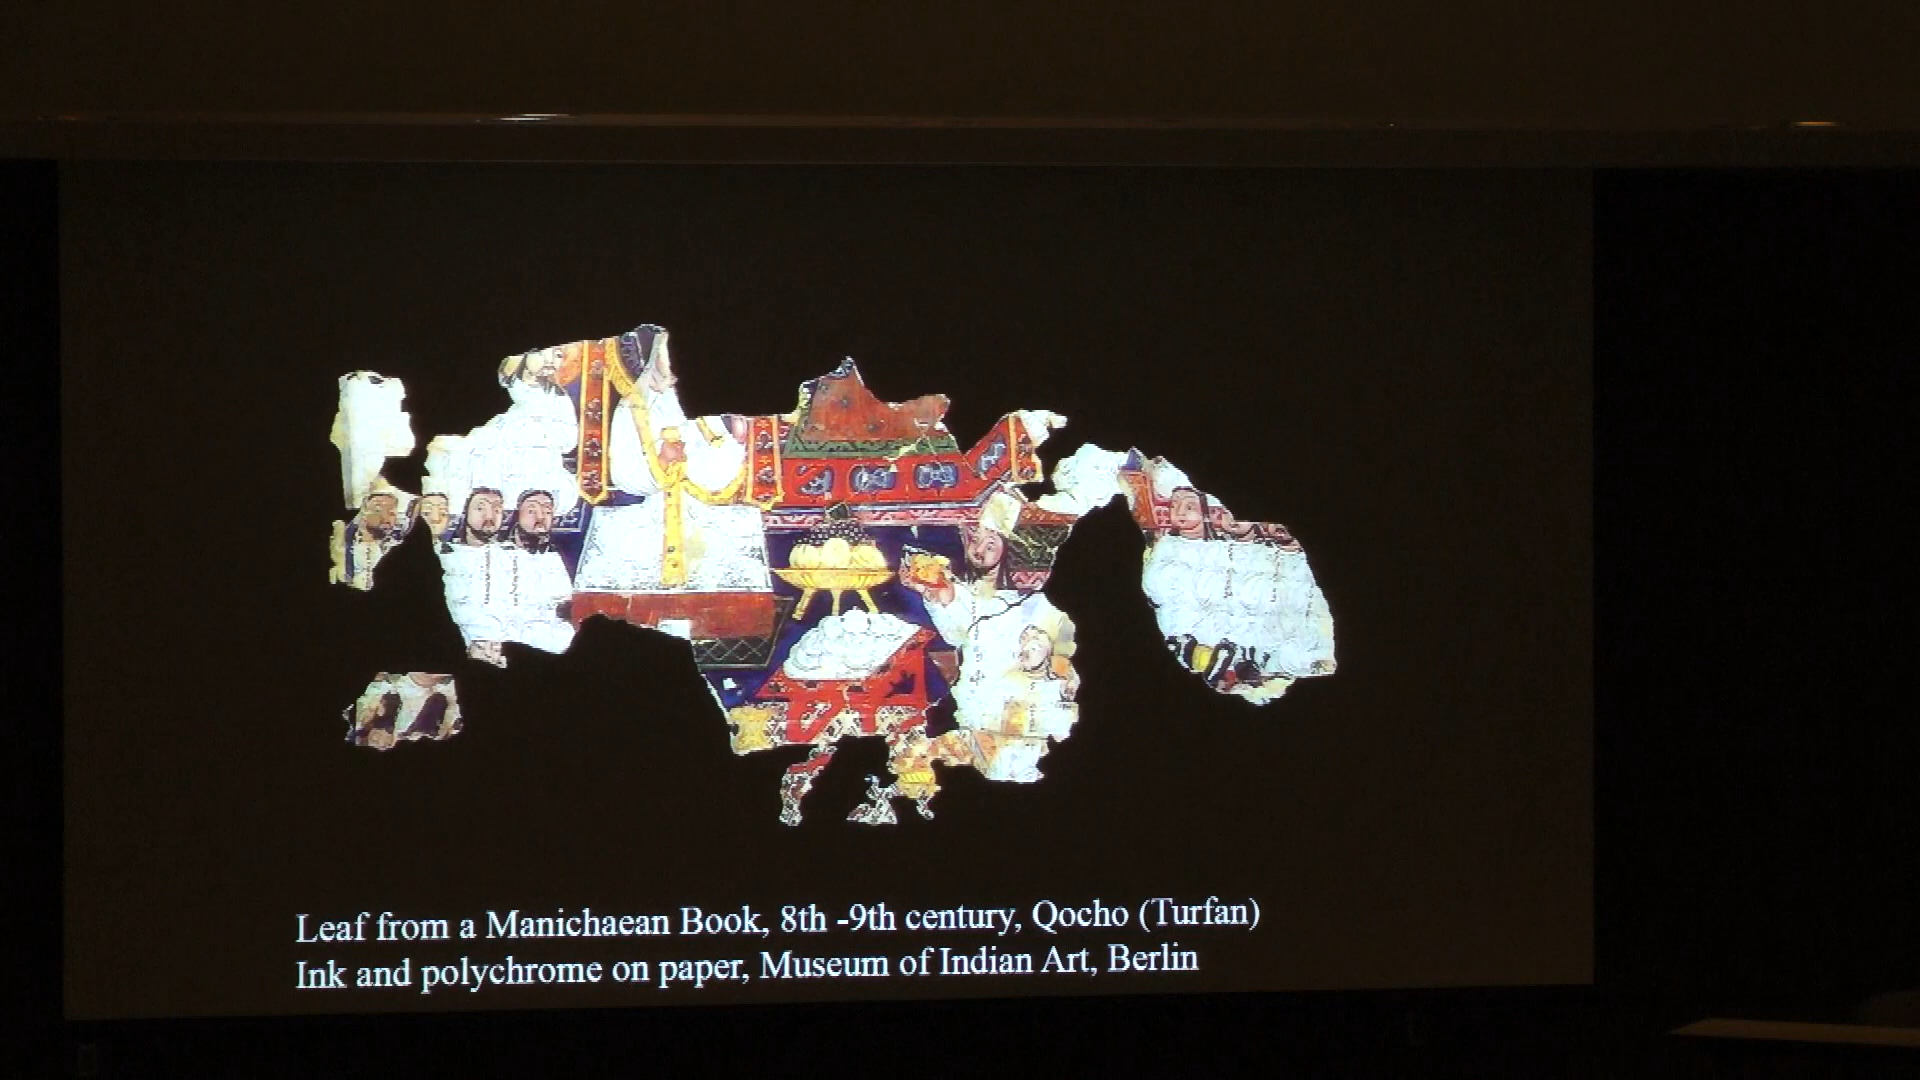 Leaf from a Manichaean Book, 8th -9th century, Qocho (Turfan)
Ink and polychrome on paper, Museum of Indian Art, Berlin